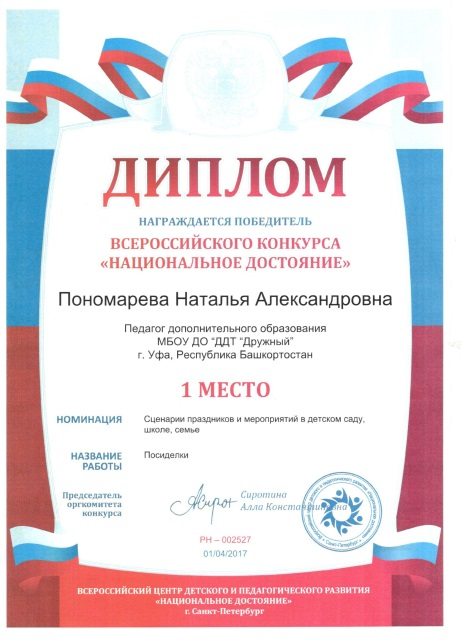 ДИПЛОМ
НАГРАЖДАЕТСЯ ПОБЕДИТЕЛЬ
ВСЕРОССИЙСКОГО КОНКУРСА
«НАЦИОНАЛЬНОЕ ДОСТОЯНИЕ»
Пономарева Наталья Александровна
Педагог дополнительного образования
МБОУ ДО "ДДТ "Дружный"
г. Уфа, Республика Башкортостан
1 МЕСТО
НОМИНАЦИЯ
Сценарии праздников и мероприятий в детском саду,
школе, семье
НАЗВАНИЕ
РАБОТЫ
Посиделки
Председатель
оргкомитета
конкурса
Сиротина
Алла Константиновна
РН – 002527
01/04/2017
ВСЕРОССИЙСКИЙ ЦЕНТР ДЕТСКОГО И ПЕДАГОГИЧЕСКОГО РАЗВИТИЯ
«НАЦИОНАЛЬНОЕ ДОСТОЯНИЕ»
г. Санкт-Петербург